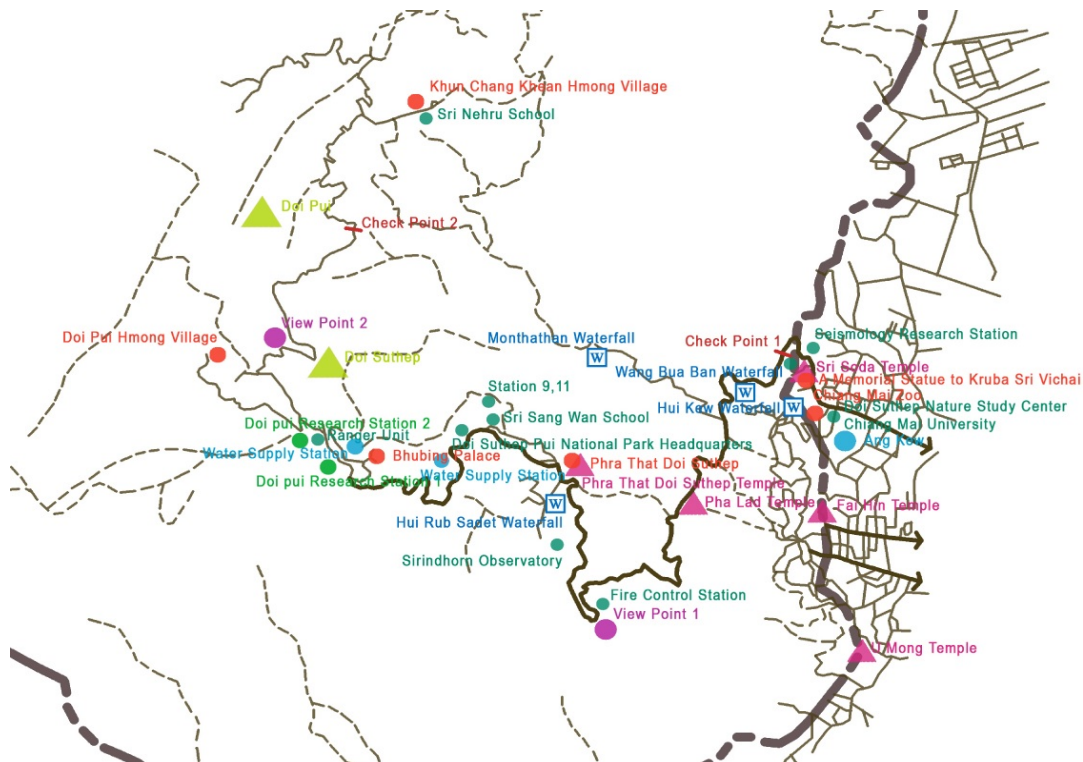 Khun Chang Khean Hmong Village
Sri Nehru School
Doi Pui
Check Point 2
View Point 2
Doi Pui Hmong Village
Doi Suthep
Monthathan Waterfall
Seismology Research Station
Check Point 1
Wang Bua Ban Waterfall
Sri Soda Temple
A Memorial Statue to Kruba Sri Vichai
Chiang Mai Zoo
Hui Kew Waterfall
Doi Suthep Nature Study Center
Chiang Mai University
Ang Kaw
Station 9,11
Sri Sang Wan School
Doi pui Research Station 2
Ranger Unit
Doi Suthep Pui National Park Headquarters
Water Supply Station
Bhubing Palace
Phra That Doi Suthep
Doi pui Research Station 1
Water Supply Station
Phra That Doi Suthep Temple
Pha Lad Temple
Fai Hin Temple
Hui Rub Sadet Waterfall
Sirindhorn Observatory
Fire Control Station
View Point 1
Mong Temple
W
W
W
W